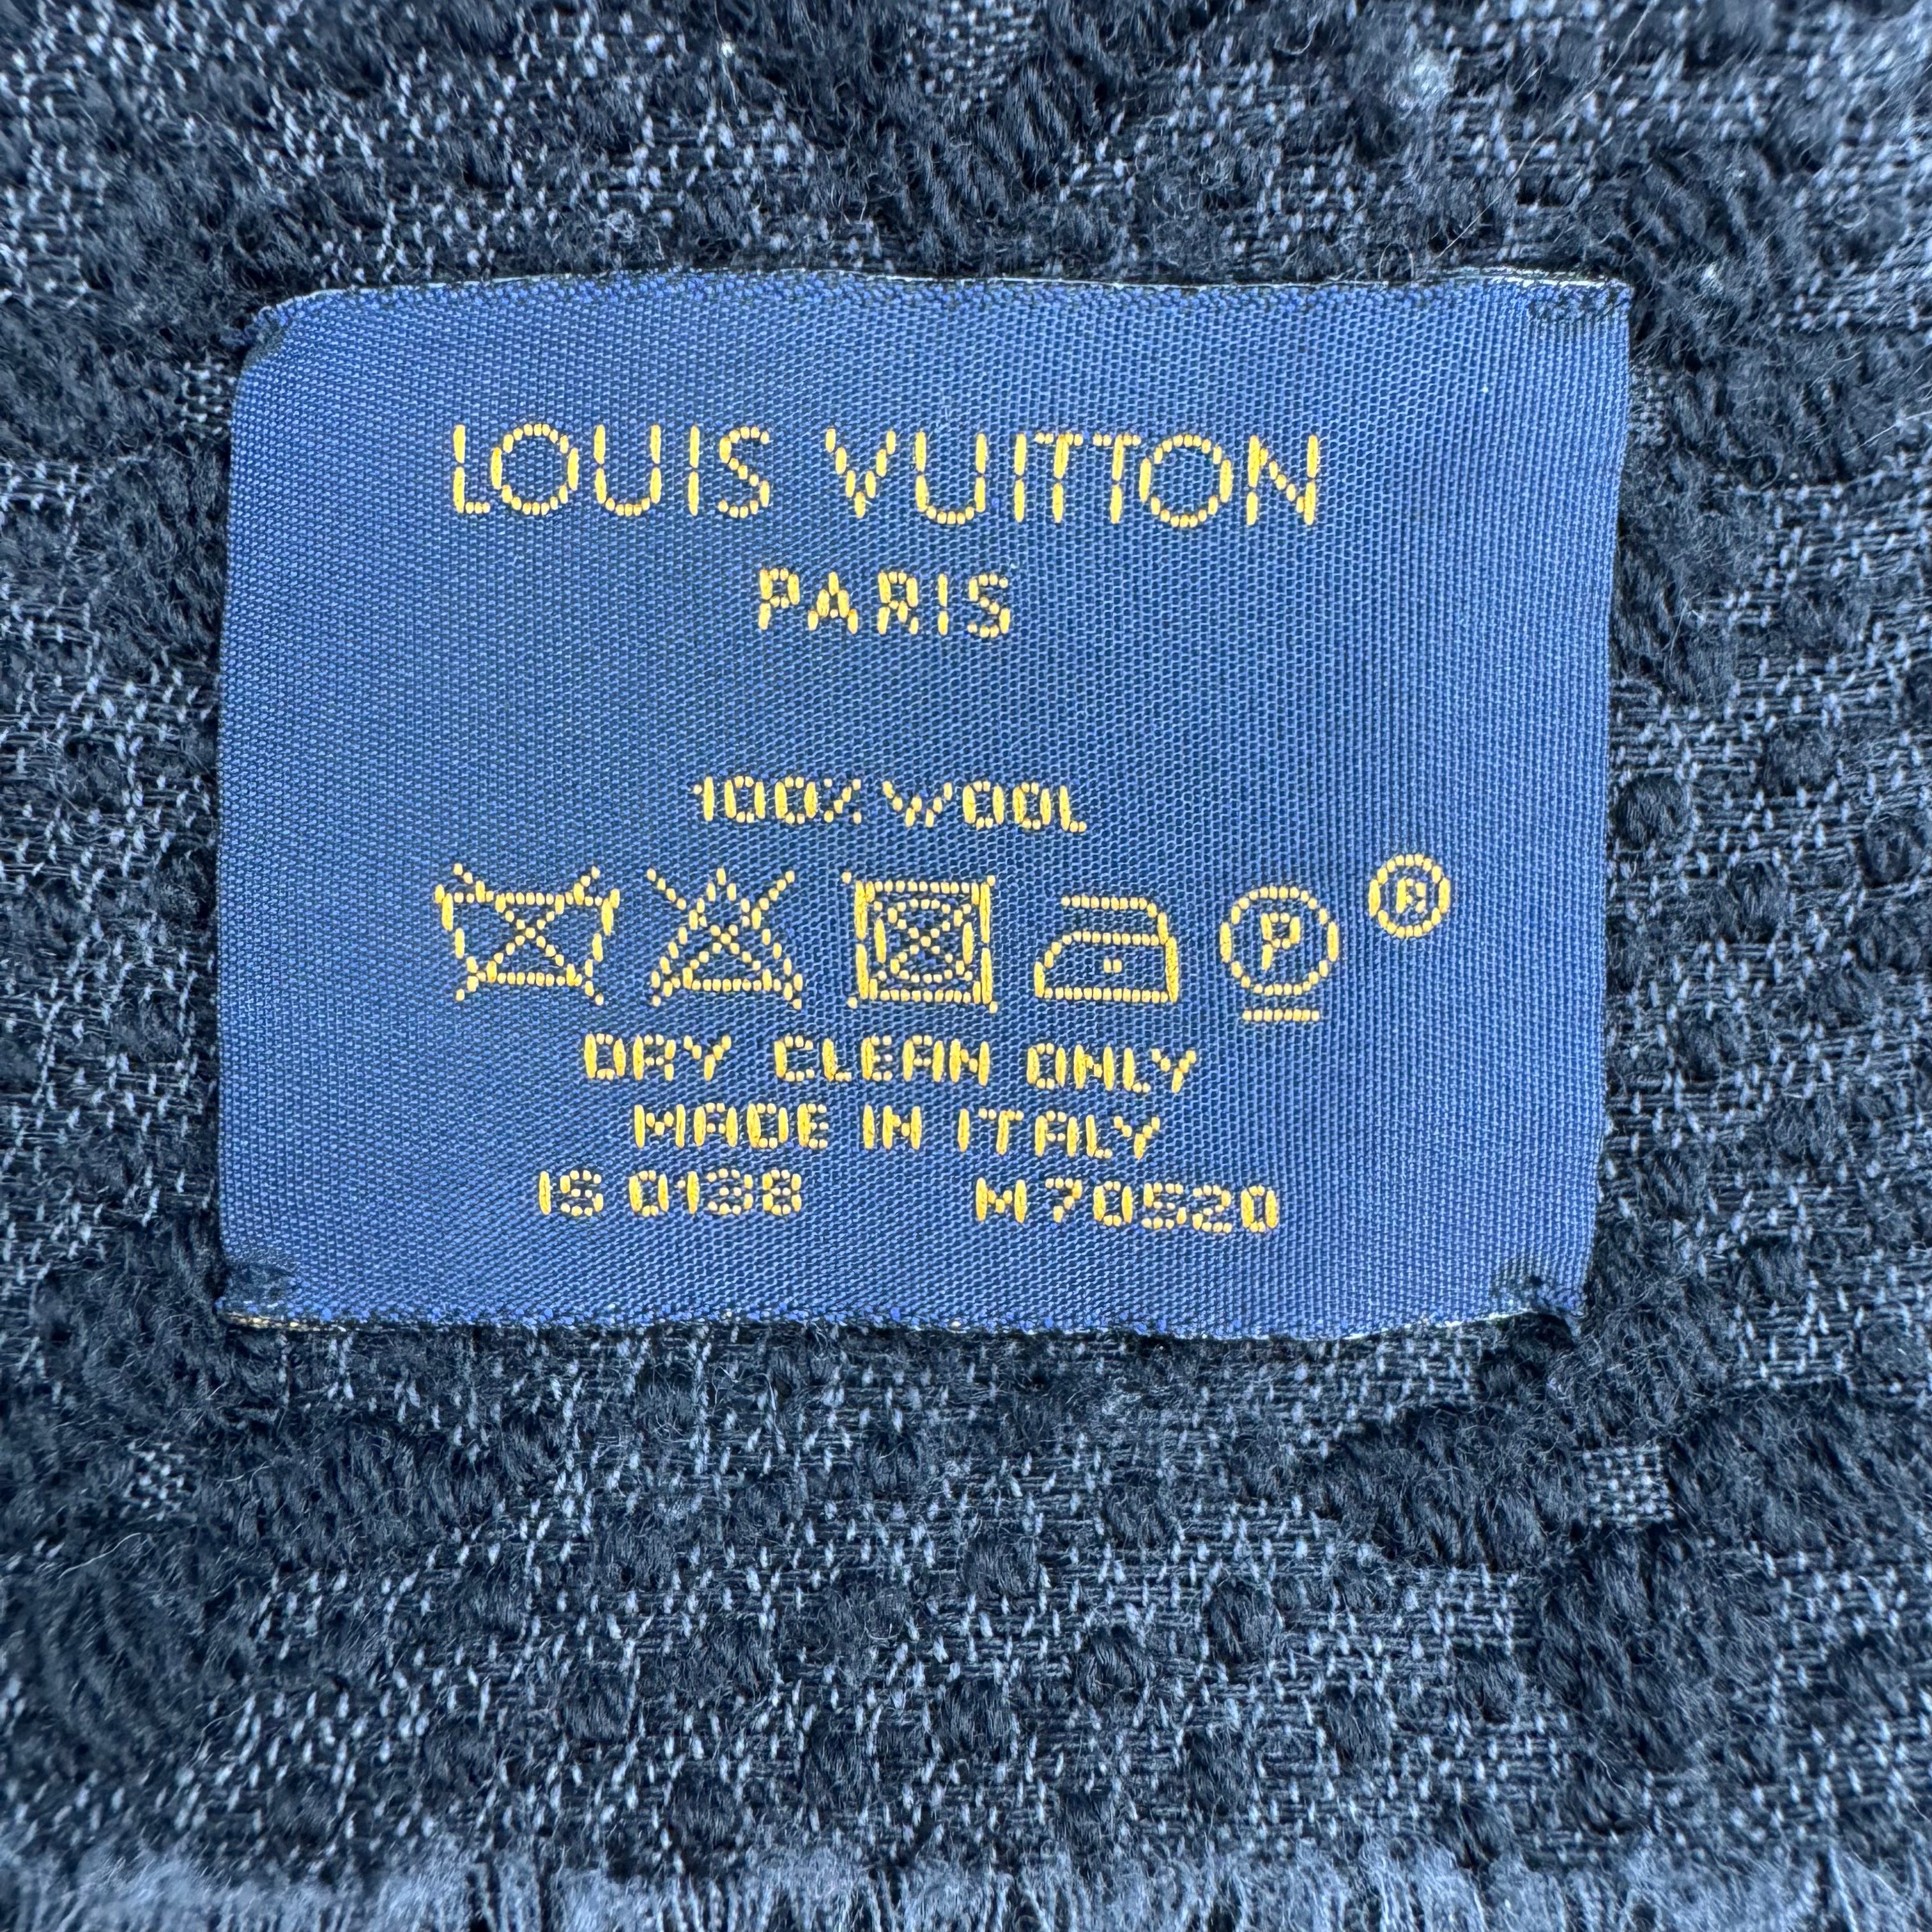 LOUIS VUITTON
PARIS
100% WOOL
P ®
DRY CLEAN ONLY
MADE IN ITALY
IS 0138 M70520